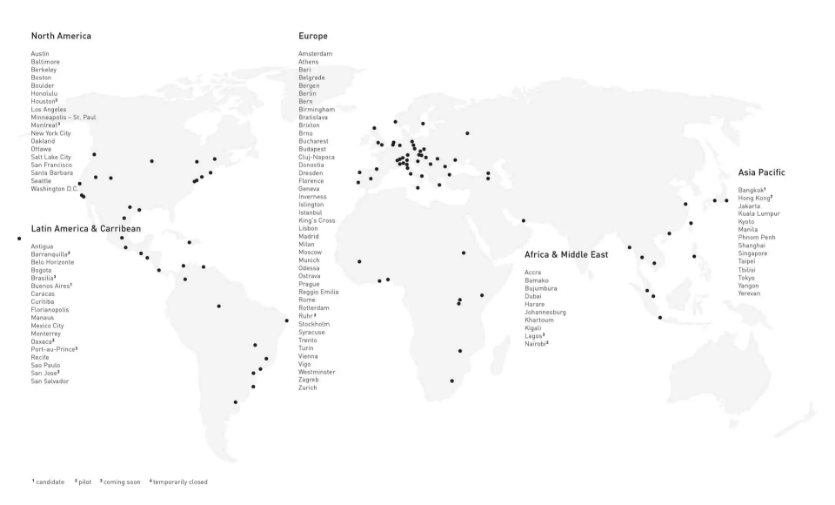 North America
Austin
Baltimore
Berkeley
Boston
Boulder
Honolulu
Houston³
Los Angeles
Minneapolis – St. Paul
Montreal⁴
New York City
Oakland
Ottawa
Salt Lake City
San Francisco
Santa Barbara
Seattle
Washington D.C.
Latin America & Carribean
Antigua
Barranquilla⁴
Belo Horizonte
Bogota
Brasilia³
Buenos Aires¹
Caracas
Curitiba
Florianopolis
Manaus
Mexico City
Monterrey
Oaxaca³
Port-au-Prince²
Recife
Sao Paulo
San Jose³
San Salvador
Europe
Amsterdam
Athens
Bari
Belgrade
Bergen
Berlin
Bern
Birmingham
Bratislava
Brixton
Brno
Bucharest
Budapest
Cluj-Napoca
Donostia
Dresden
Florence
Geneva
Inverness
Islington
Istanbul
King's Cross
Lisbon
Madrid
Milan
Moscow
Munich
Odessa
Ostrava
Prague
Reggio Emilia
Rome
Rotterdam
Ruhr⁴
Stockholm
Syracuse
Trento
Turin
Vienna
Vigo
Westminster
Zagreb
Zurich
Africa & Middle East
Accra
Bamako
Bujumbura
Dubai
Harare
Johannesburg
Khartoum
Kigali
Lagos³
Nairobi³
Asia Pacific
Bangkok¹
Hong Kong³
Jakarta
Kuala Lumpur
Kyoto
Manila
Phnom Penh
Shanghai
Singapore
Taipei
Tbilisi
Tokyo
Yangon
Yerevan
¹ candidate ² pilot ³ coming soon ⁴ temporarily closed